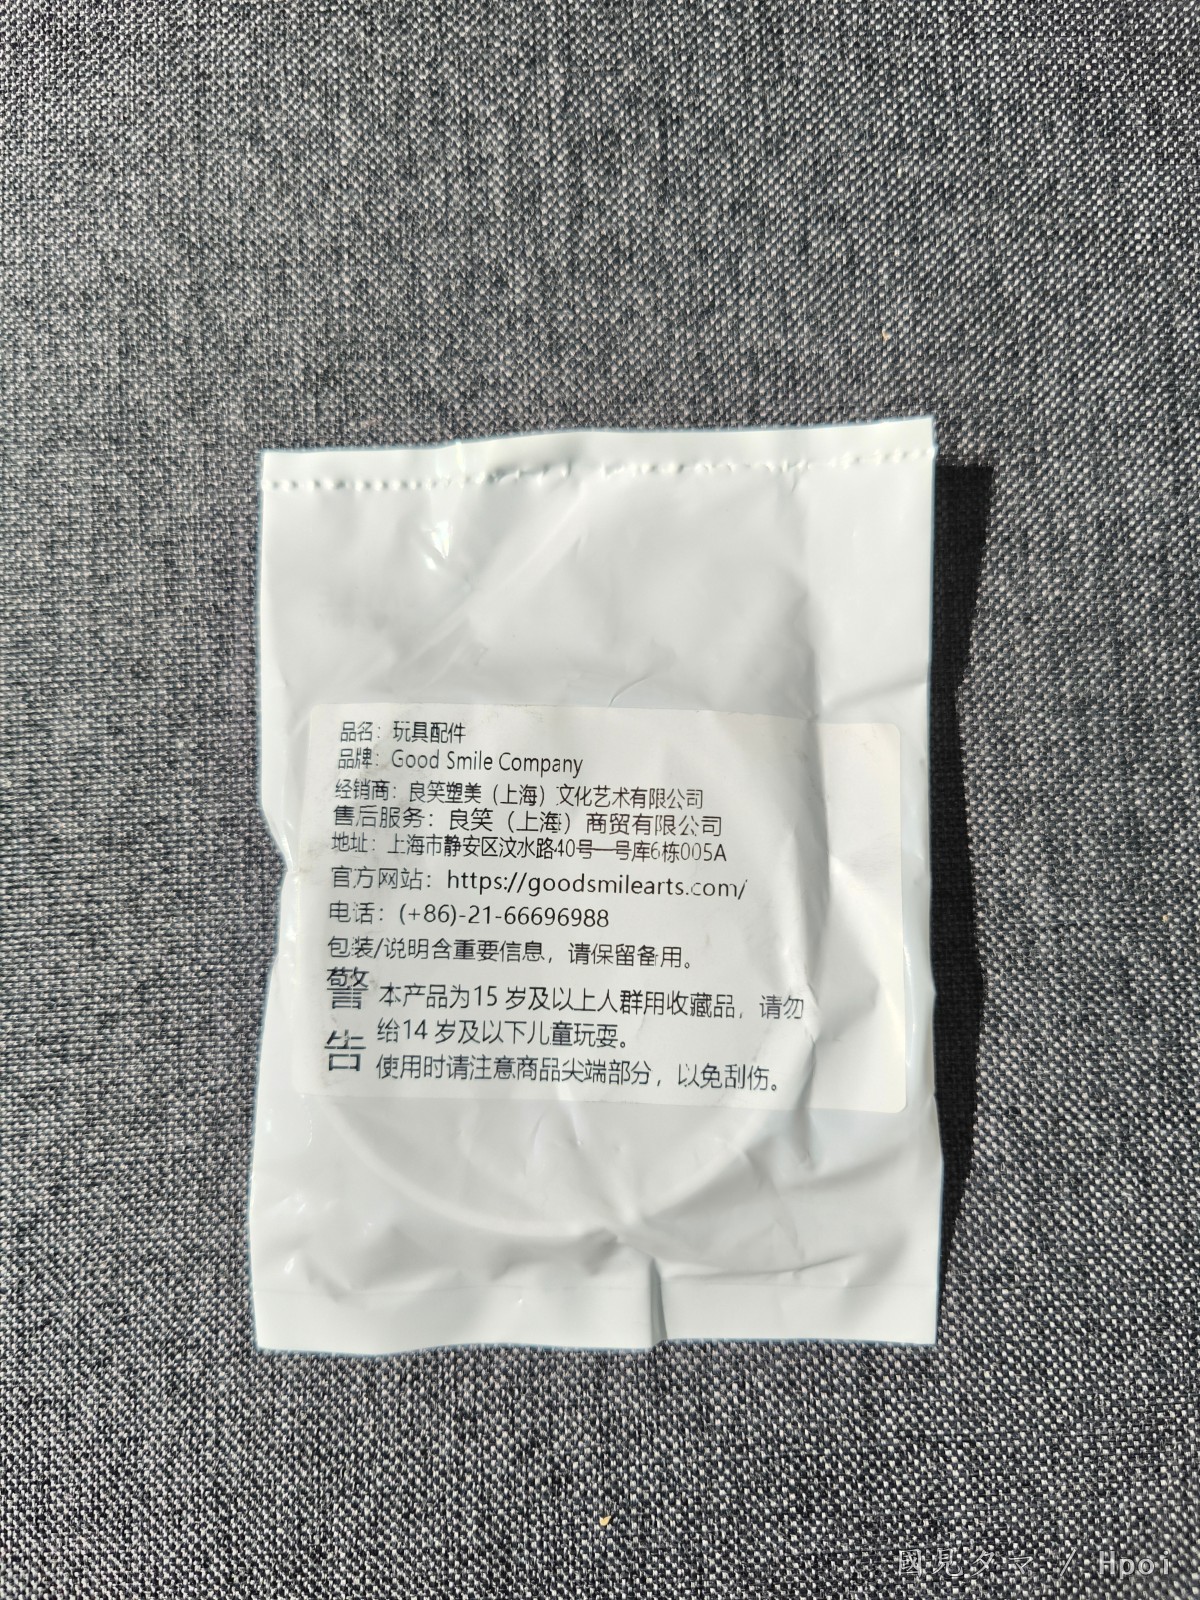 品名：玩具配件
品牌：Good Smile Company
经销商：良笑塑美（上海）文化艺术有限公司
售后服务：良笑（上海）商贸有限公司
地址：上海市静安区汶水路40号一号库6栋005A
官方网站：https://goodsmilearts.com/
电话：(+86)-21-66696988
包装/说明含重要信息，请保留备用。
警告
本产品为15 岁及以上人群用收藏品，请勿
给14 岁及以下儿童玩耍。
使用时请注意商品尖端部分，以免刮伤。
國見タマ / Hpoi